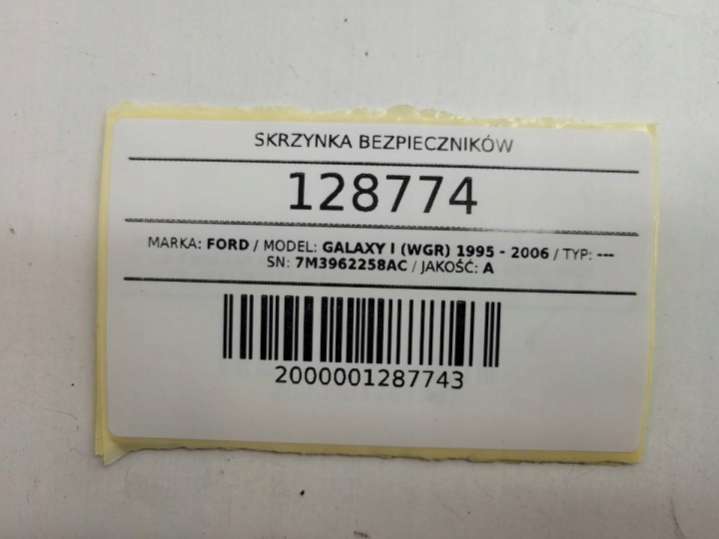 SKRZYNKA BEZPIECZNIKÓW
128774
MARKA: FORD / MODEL: GALAXY I (WGR) 1995 - 2006 / TYP: ---
SN: 7M3962258AC / JAKOŚĆ: A
2000001287743